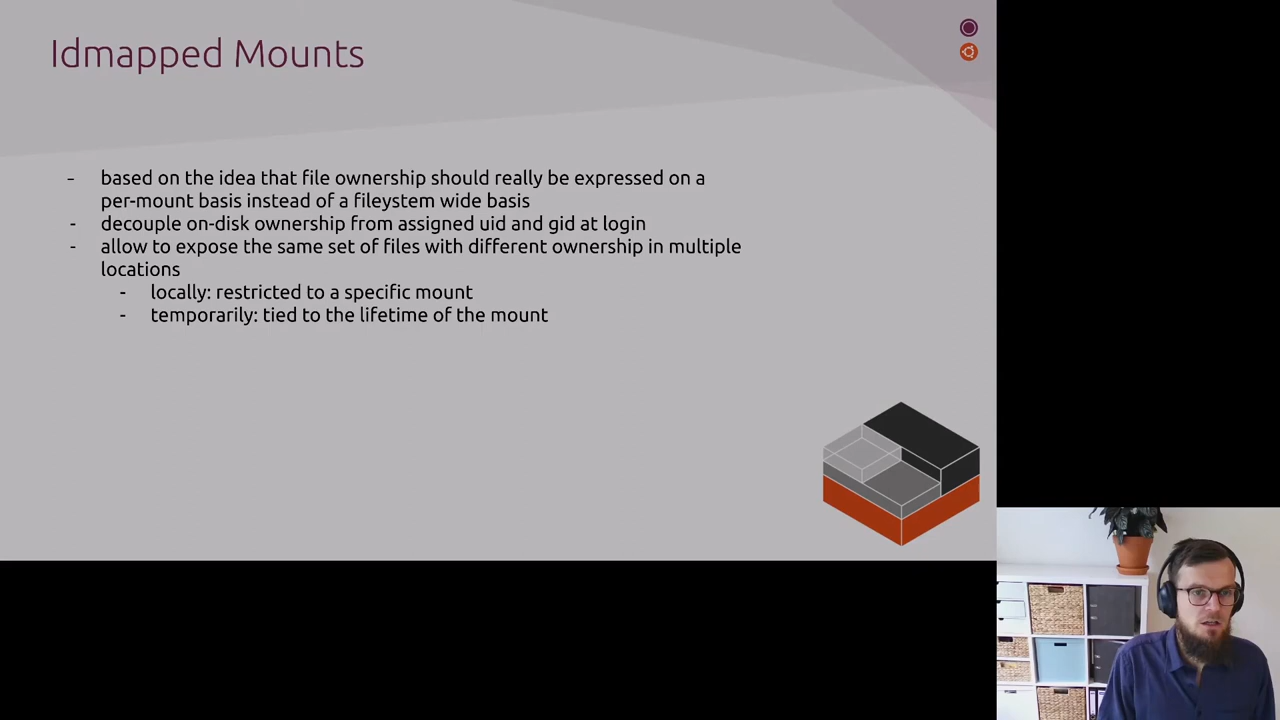 Idmapped Mounts
- based on the idea that file ownership should really be expressed on a
per-mount basis instead of a fileystem wide basis
- decouple on-disk ownership from assigned uid and gid at login
- allow to expose the same set of files with different ownership in multiple
locations
- locally: restricted to a specific mount
- temporarily: tied to the lifetime of the mount